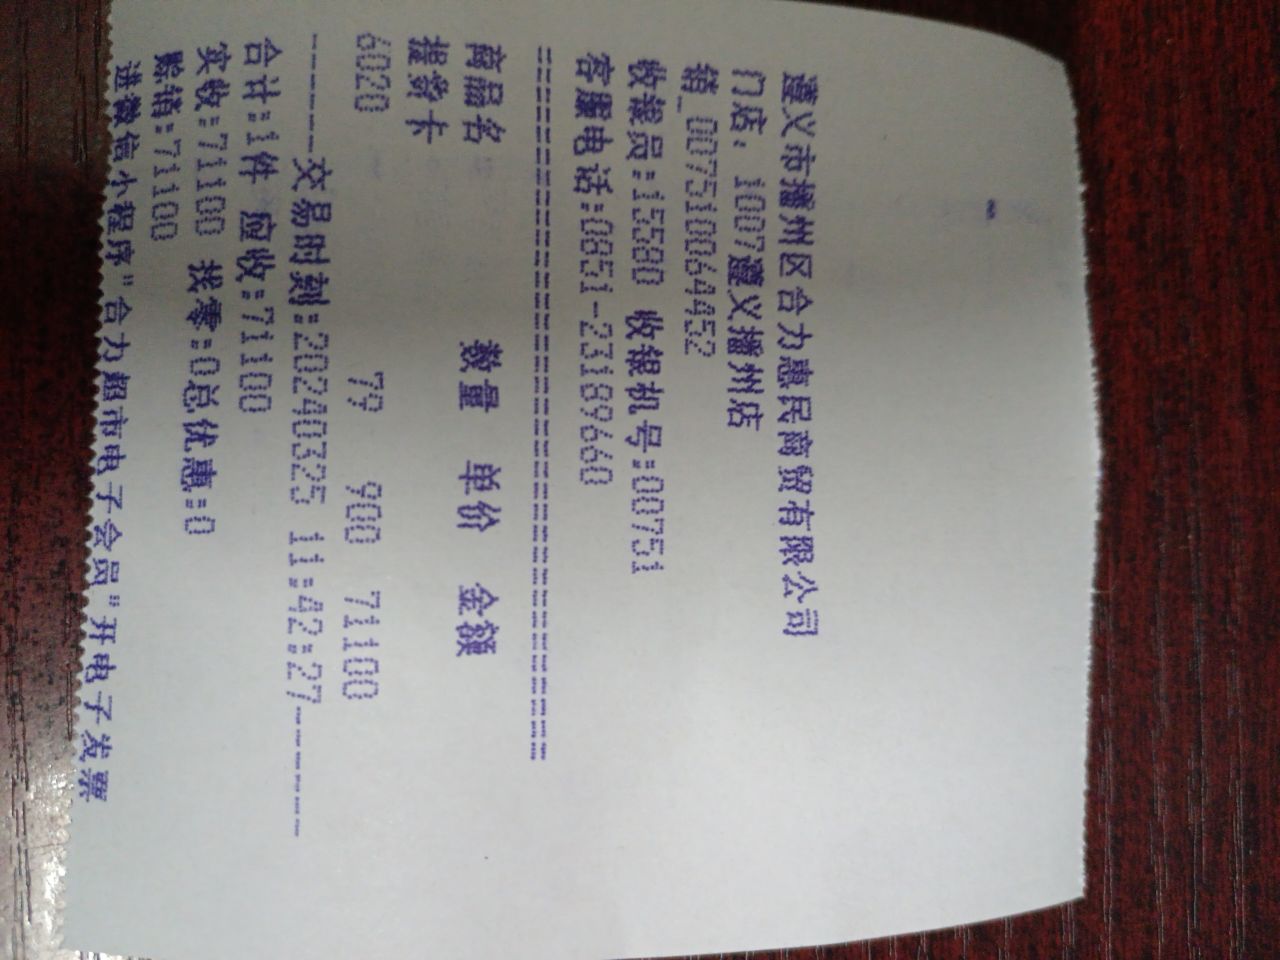 遵义市播州区合力惠民商贸有限公司
门店: 1007遵义播州店
销_007510064452
收银员:15580 收银机号:00751
客服电话:0851-23189660
==========================================
商品名 数量 单价 金额
提货卡
6020 79 900 71100
------交易时刻:20240325 11:42:27------
合计:1件 应收:71100
实收:71100 找零:0总优惠:0
赊销:71100
进微信小程序"合力超市电子会员"开电子发票